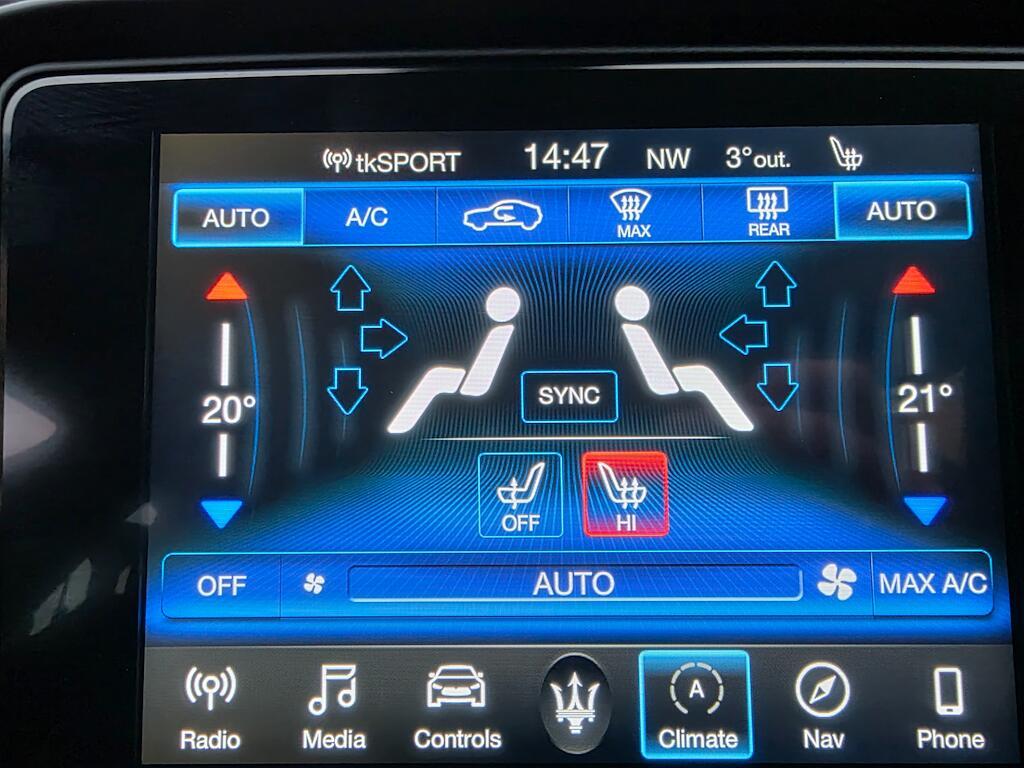 tkSPORT 14:47 NW 3° out.
AUTO A/C MAX REAR AUTO
20° 21°
SYNC
OFF HI
OFF AUTO MAX A/C
A
Radio Media Controls Climate Nav Phone